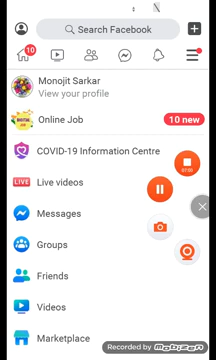 Search Facebook
10
Monojit Sarkar
View your profile
Online Job
10 new
COVID-19 Information Centre
LIVE
Live videos
Messages
Groups
Friends
Videos
Marketplace
Recorded by Mobizen